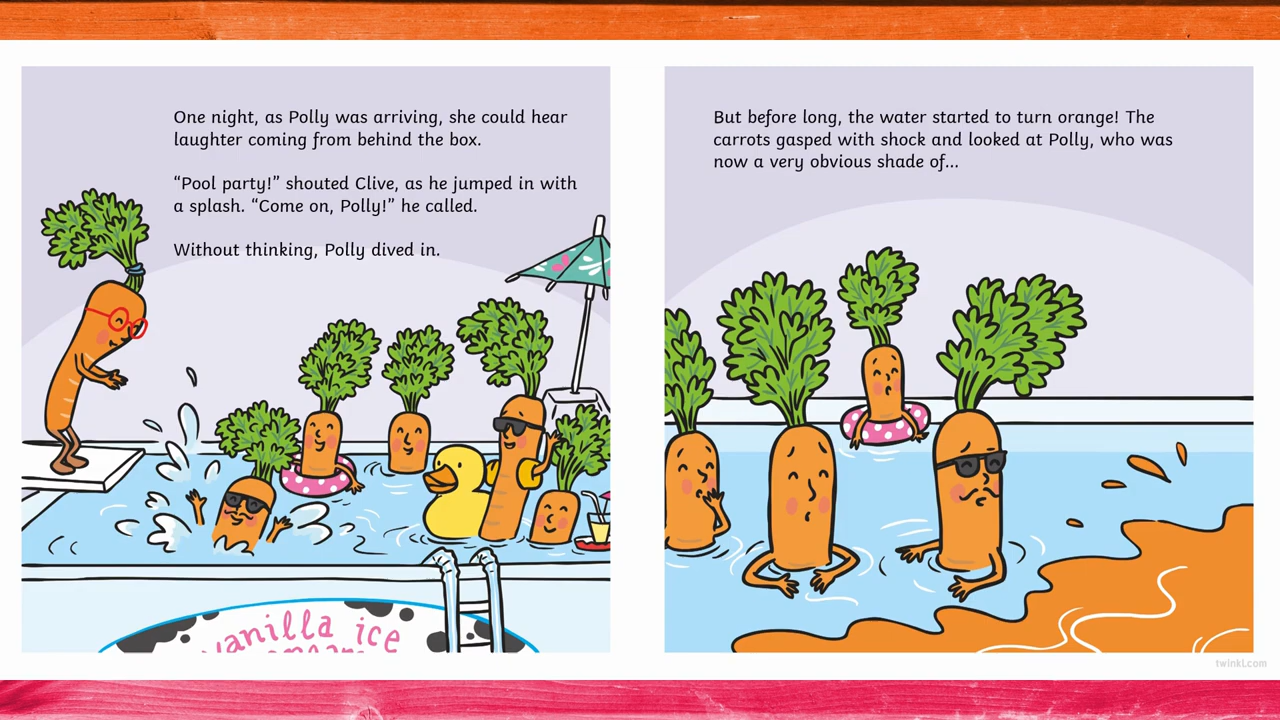 One night, as Polly was arriving, she could hear
laughter coming from behind the box.
“Pool party!” shouted Clive, as he jumped in with
a splash. “Come on, Polly!” he called.
Without thinking, Polly dived in.
vanilla ice
cream
But before long, the water started to turn orange! The
carrots gasped with shock and looked at Polly, who was
now a very obvious shade of...
twinkl.com